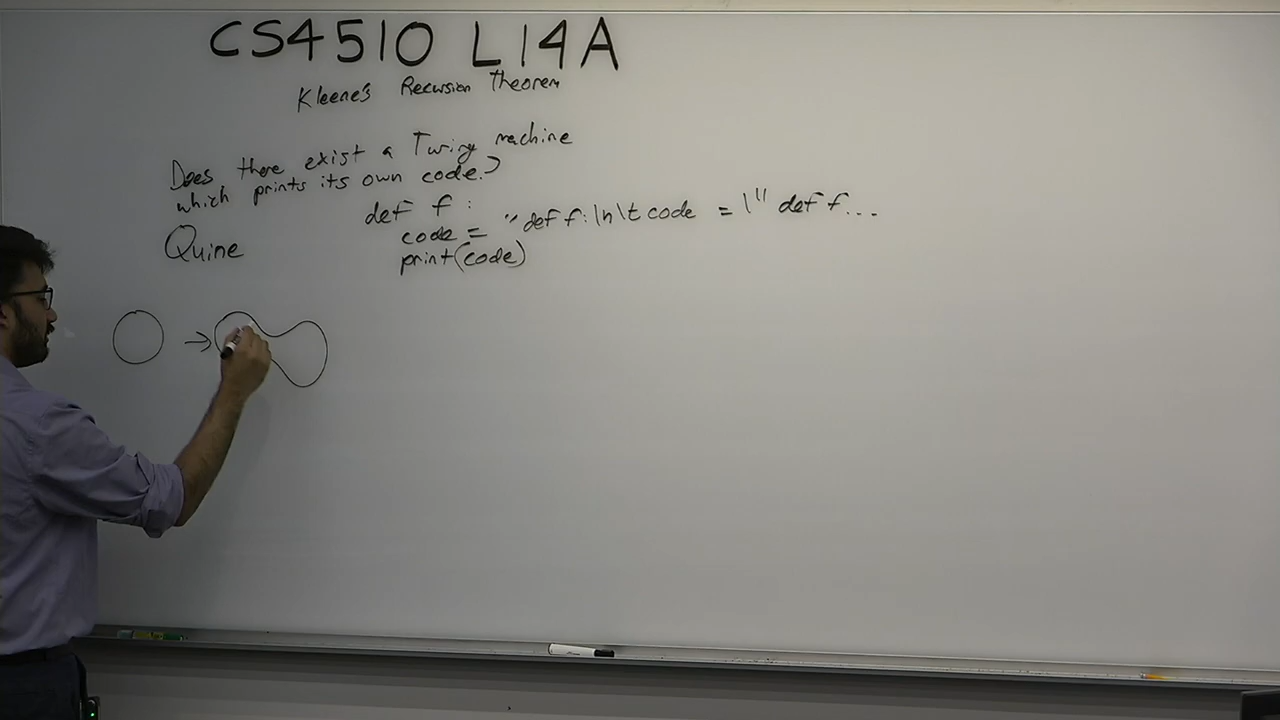 CS4510 L14A
Kleene's Recursion Theorem
Does there exist a Turing machine
which prints its own code?
def f:
code = "def f:\n\t code = \" def f...
print(code)
Quine